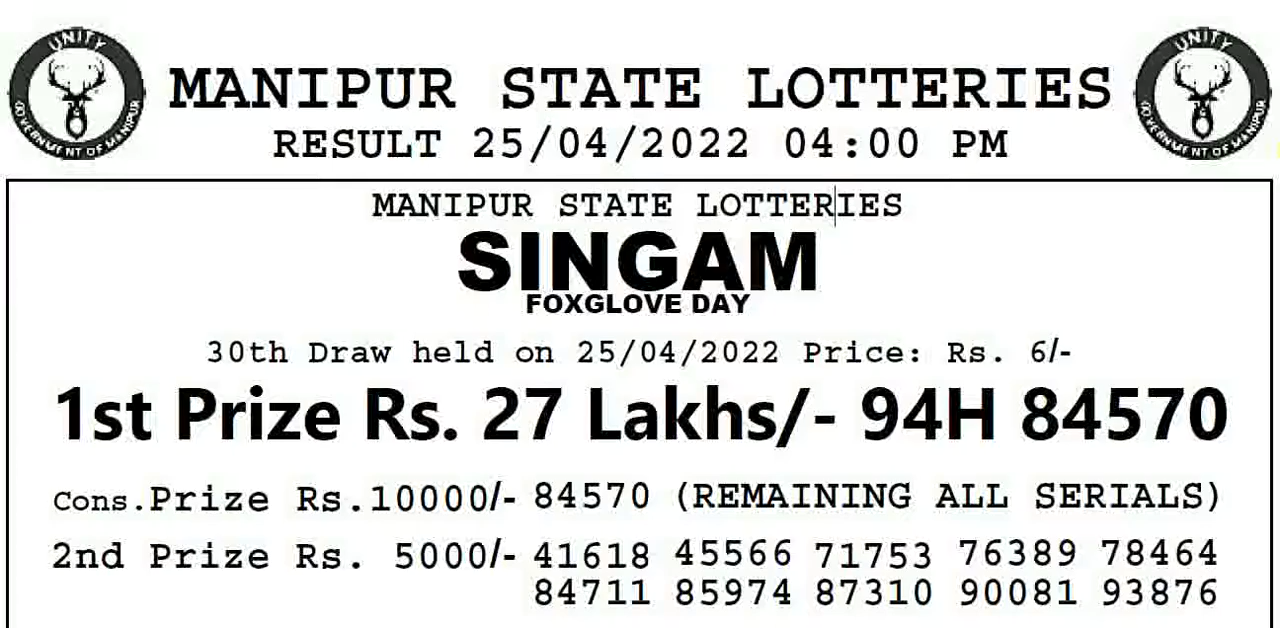 UNITY
GOVERNMENT OF MANIPUR
UNITY
GOVERNMENT OF MANIPUR
MANIPUR STATE LOTTERIES
RESULT 25/04/2022 04:00 PM
MANIPUR STATE LOTTERIES
SINGAM
FOXGLOVE DAY
30th Draw held on 25/04/2022 Price: Rs. 6/-
1st Prize Rs. 27 Lakhs/- 94H 84570
Cons.Prize Rs.10000/- 84570 (REMAINING ALL SERIALS)
2nd Prize Rs. 5000/- 41618 45566 71753 76389 78464
84711 85974 87310 90081 93876